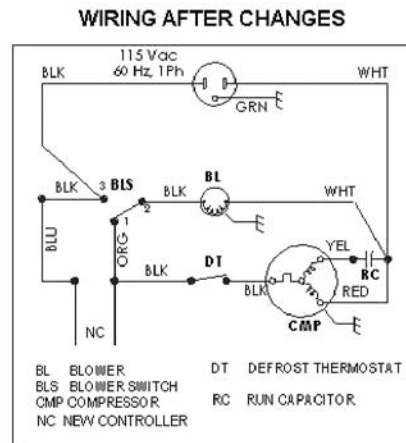 WIRING AFTER CHANGES
115 Vac
60 Hz, 1Ph
BLK
WHT
GRN
BLK
3
BLS
BLK
BL
2
WHT
1
BLU
ORG
BLK
DT
YEL
RC
BLK
RED
CMP
NC
BL BLOWER
BLS BLOWER SWITCH
CMP COMPRESSOR
NC NEW CONTROLLER
DT DEFROST THERMOSTAT
RC RUN CAPACITOR